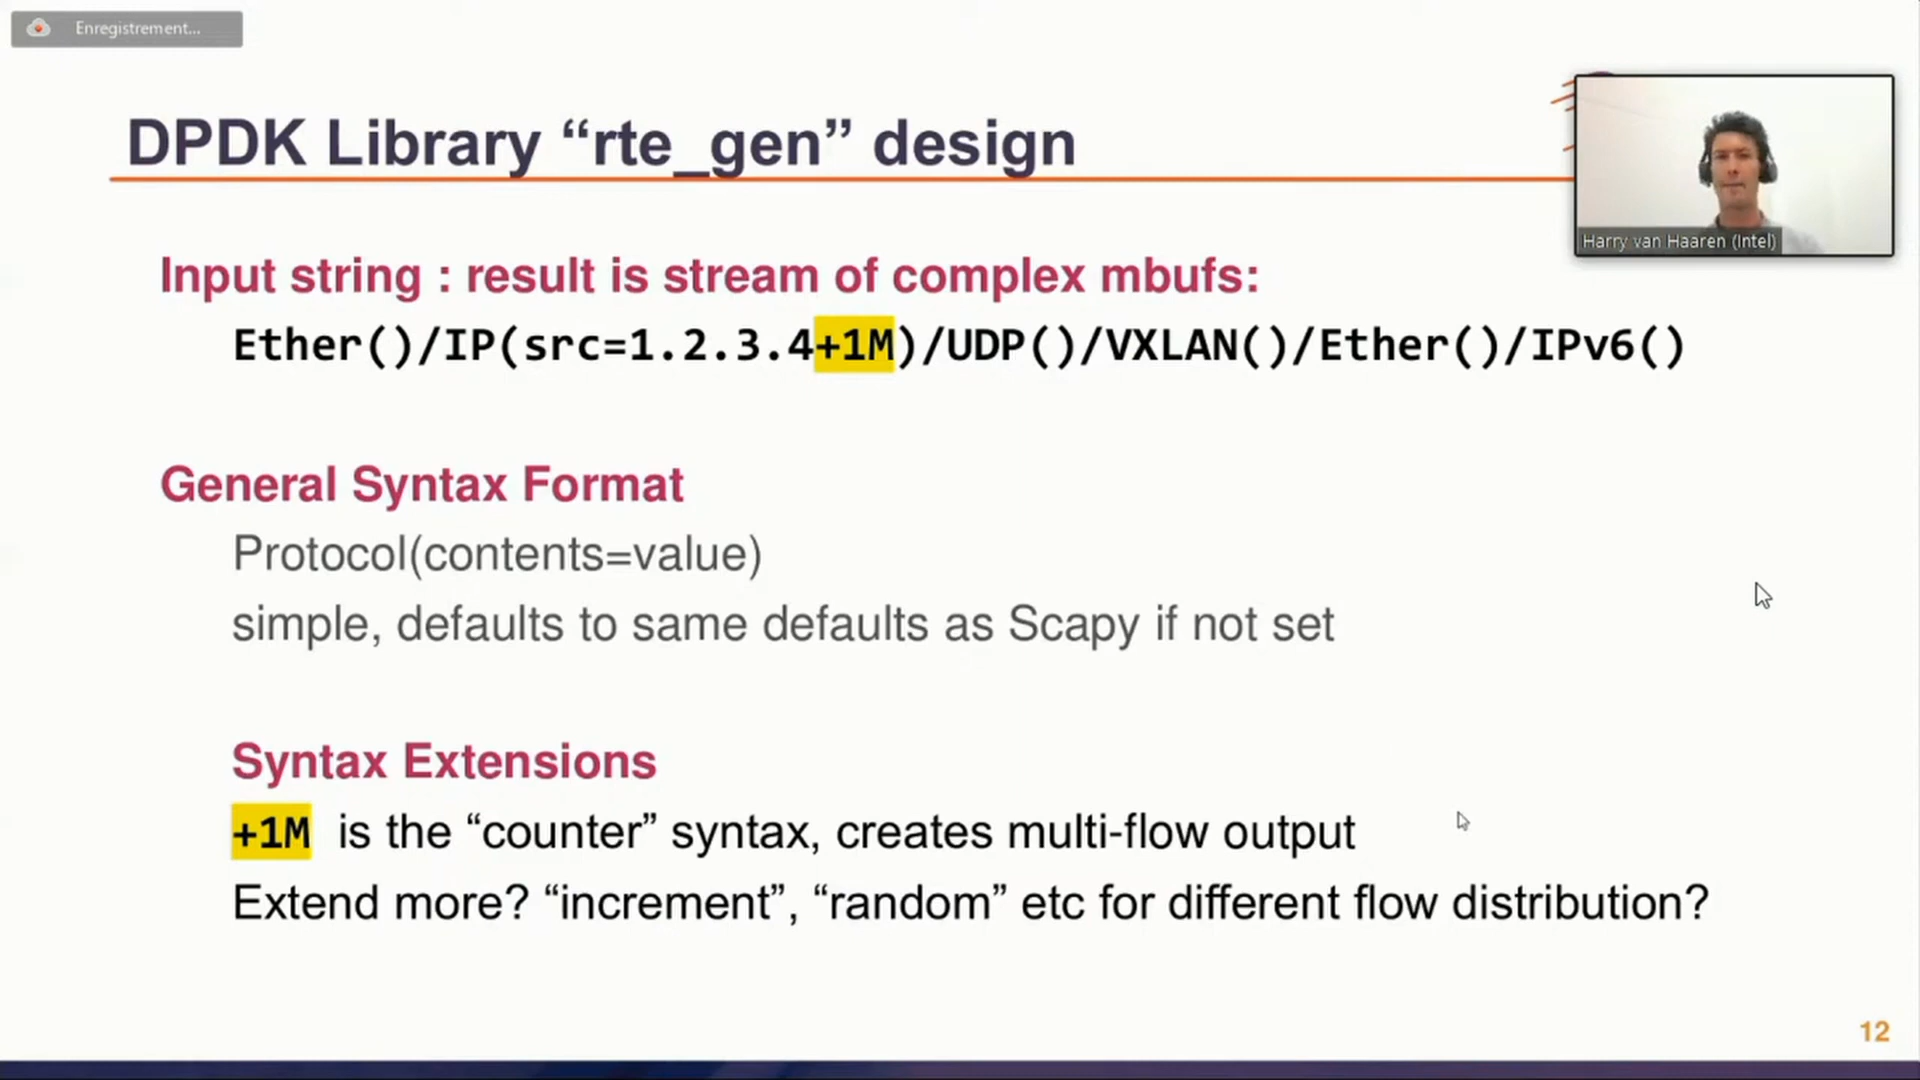 Enregistrement...
DPDK Library “rte_gen” design
Harry van Haaren (Intel)
Input string : result is stream of complex mbufs:
Ether()/IP(src=1.2.3.4+1M)/UDP()/VXLAN()/Ether()/IPv6()
General Syntax Format
Protocol(contents=value)
simple, defaults to same defaults as Scapy if not set
Syntax Extensions
+1M is the “counter” syntax, creates multi-flow output
Extend more? “increment”, “random” etc for different flow distribution?
12